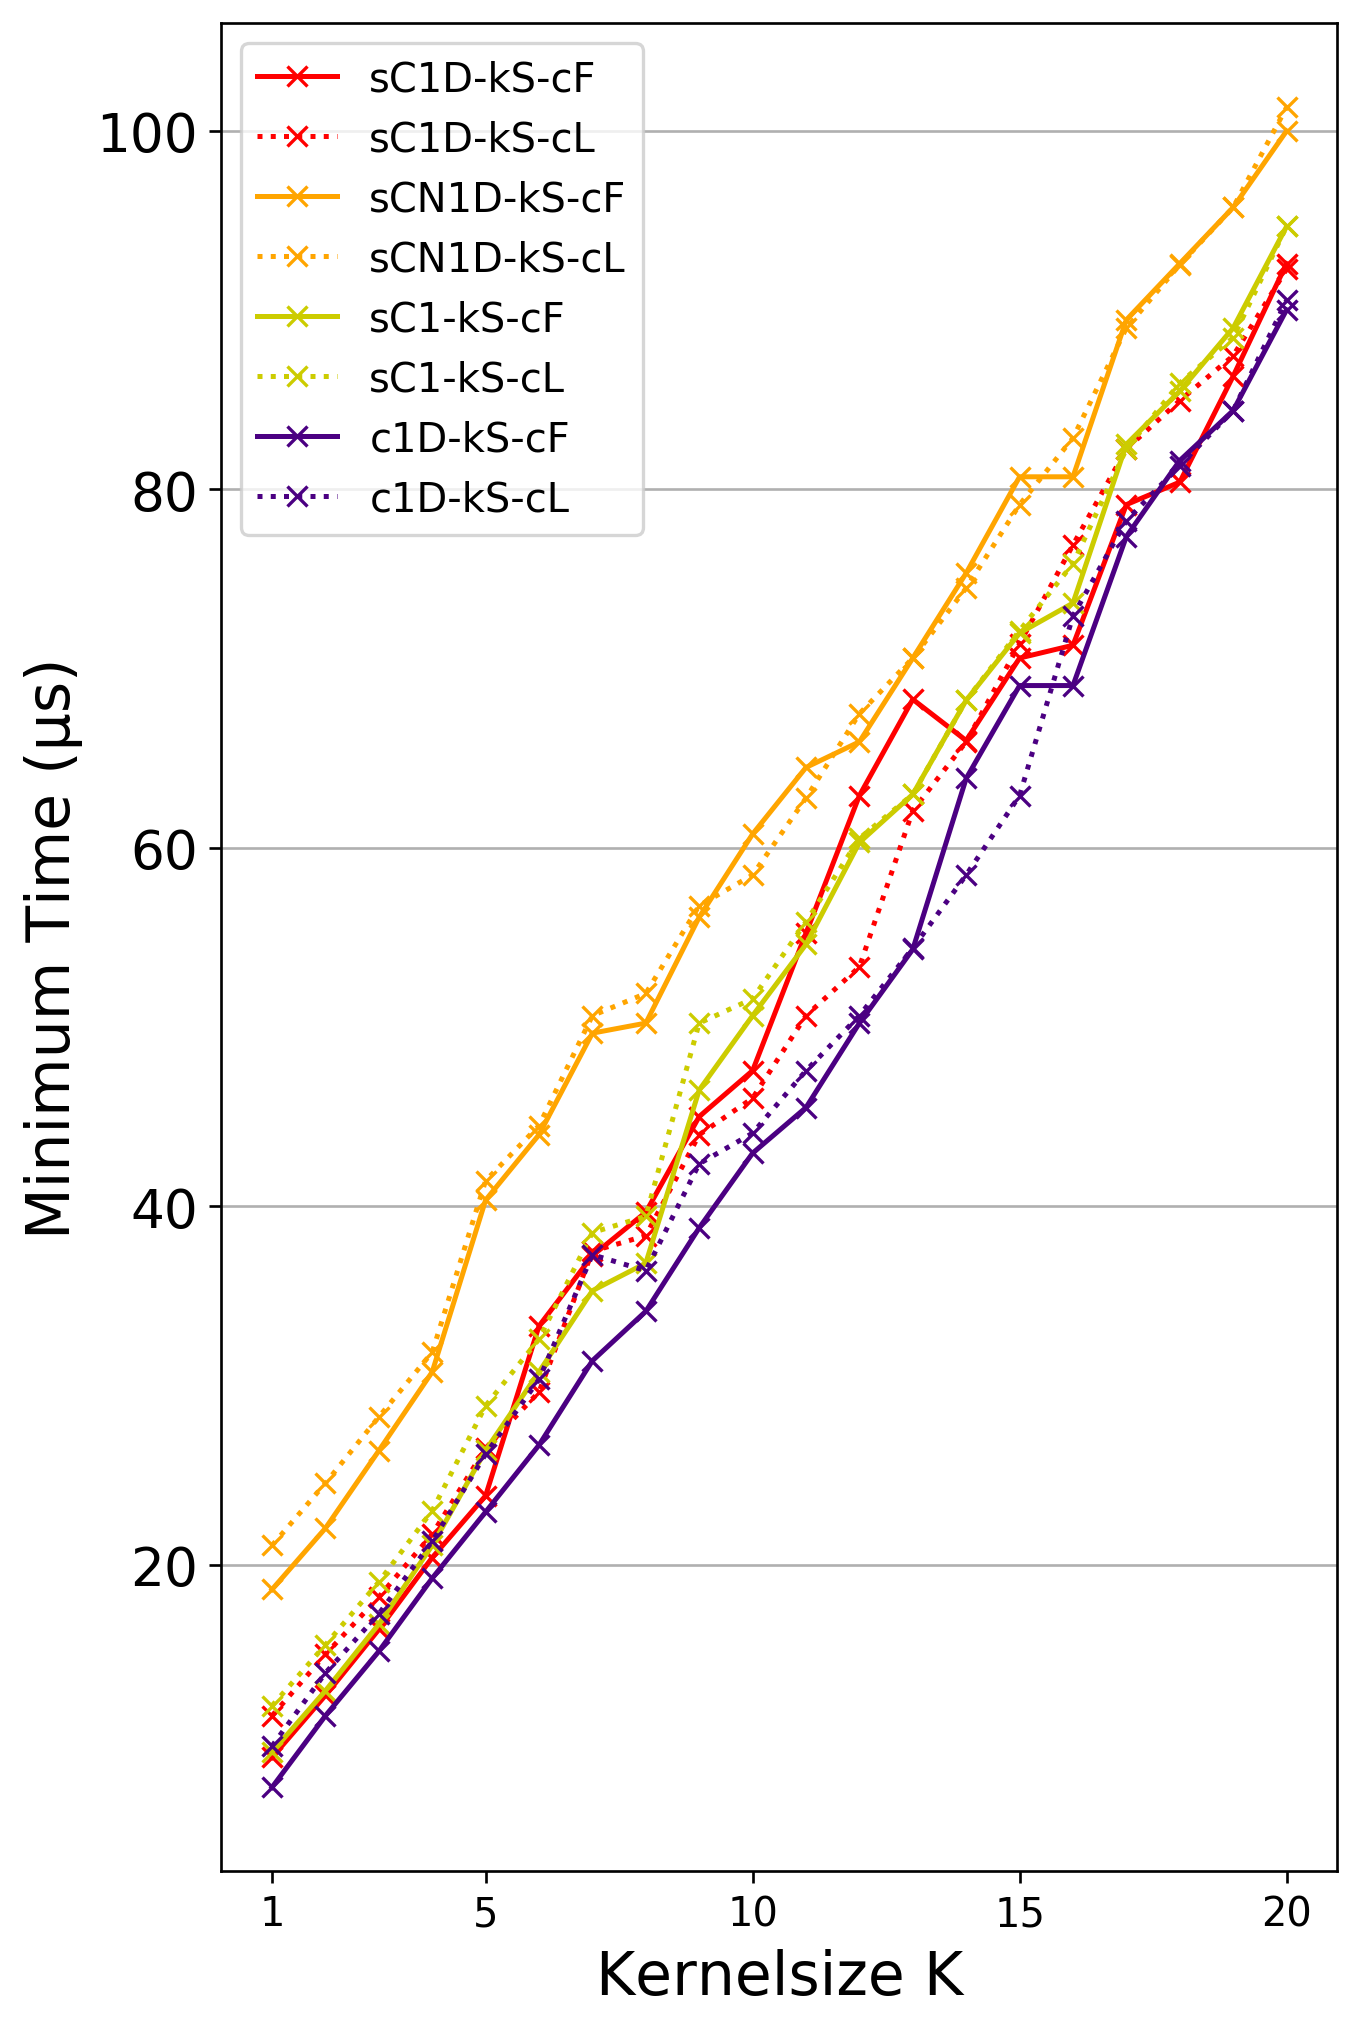 sC1D-kS-cF
sC1D-kS-cL
sCN1D-kS-cF
sCN1D-kS-cL
sC1-kS-cF
sC1-kS-cL
c1D-kS-cF
c1D-kS-cL
100
80
60
40
20
Minimum Time (µs)
1 5 10 15 20
Kernelsize K